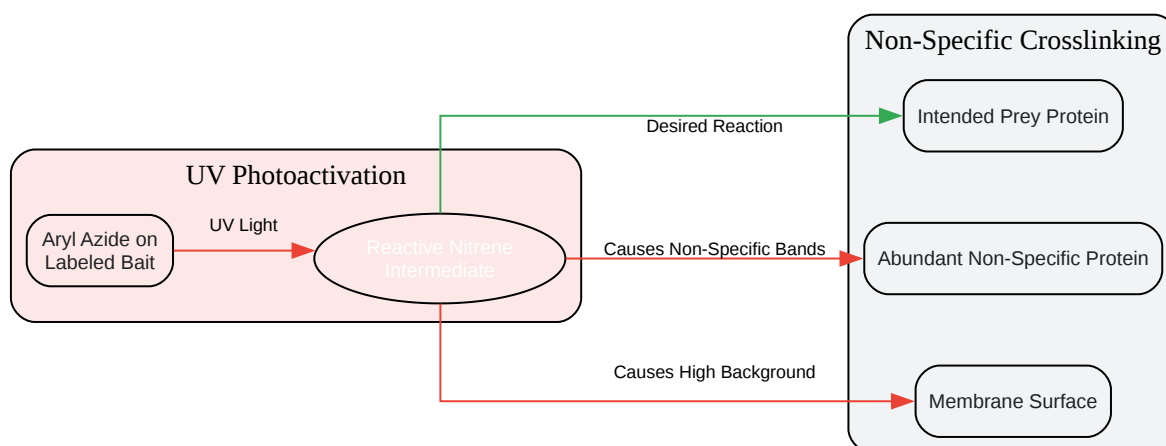 Non-Specific Crosslinking
Intended Prey Protein
Desired Reaction
UV Photoactivation
UV Light
Aryl Azide on
Labeled Bait
Reactive Nitrene
Intermediate
Causes Non-Specific Bands
Abundant Non-Specific Protein
Causes High Background
Membrane Surface